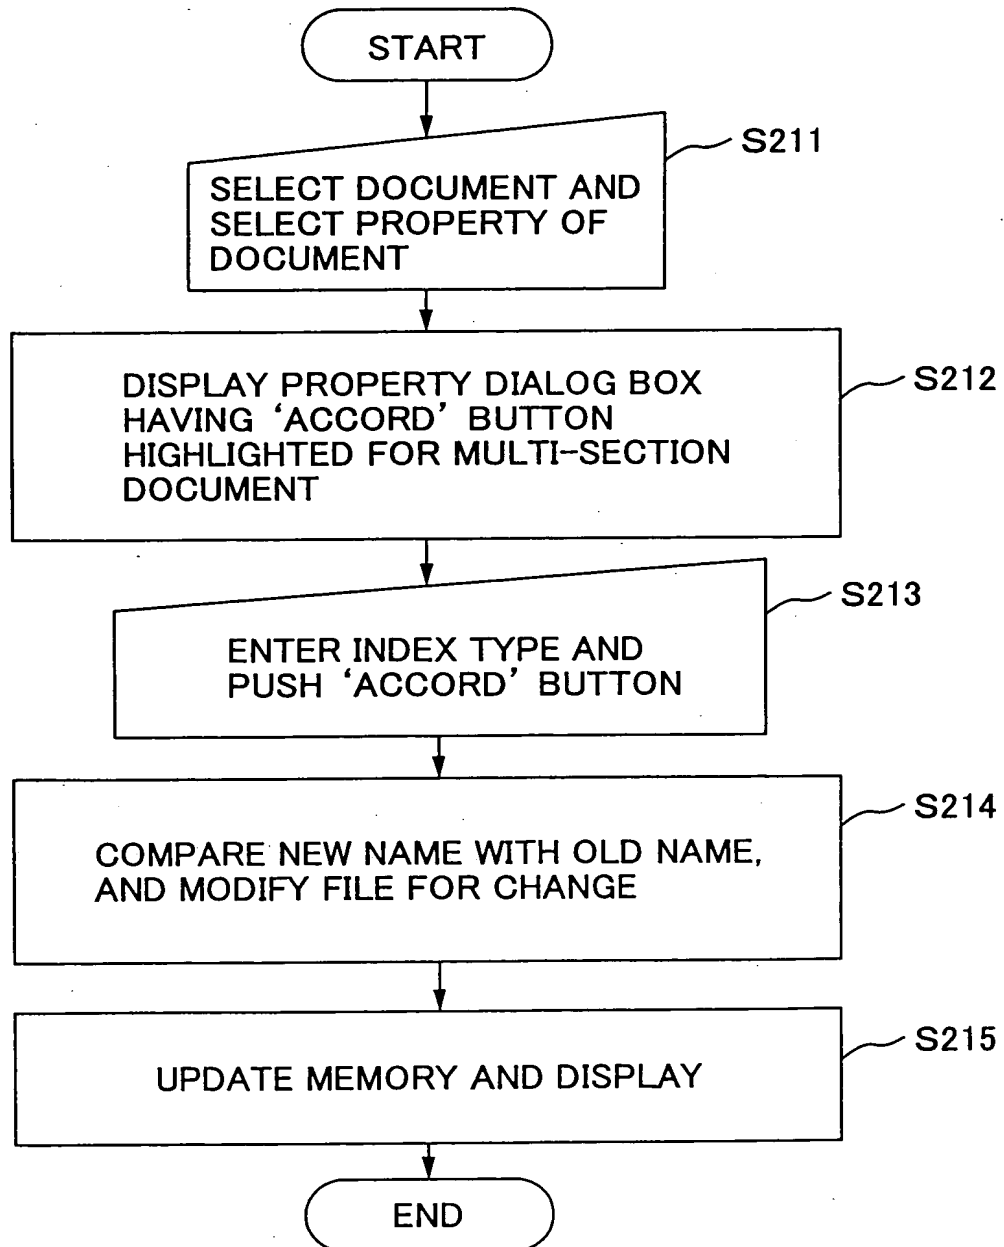 START
S211
SELECT DOCUMENT AND
SELECT PROPERTY OF
DOCUMENT
S212
DISPLAY PROPERTY DIALOG BOX
HAVING ‘ACCORD’ BUTTON
HIGHLIGHTED FOR MULTI-SECTION
DOCUMENT
S213
ENTER INDEX TYPE AND
PUSH ‘ACCORD’ BUTTON
S214
COMPARE NEW NAME WITH OLD NAME,
AND MODIFY FILE FOR CHANGE
S215
UPDATE MEMORY AND DISPLAY
END